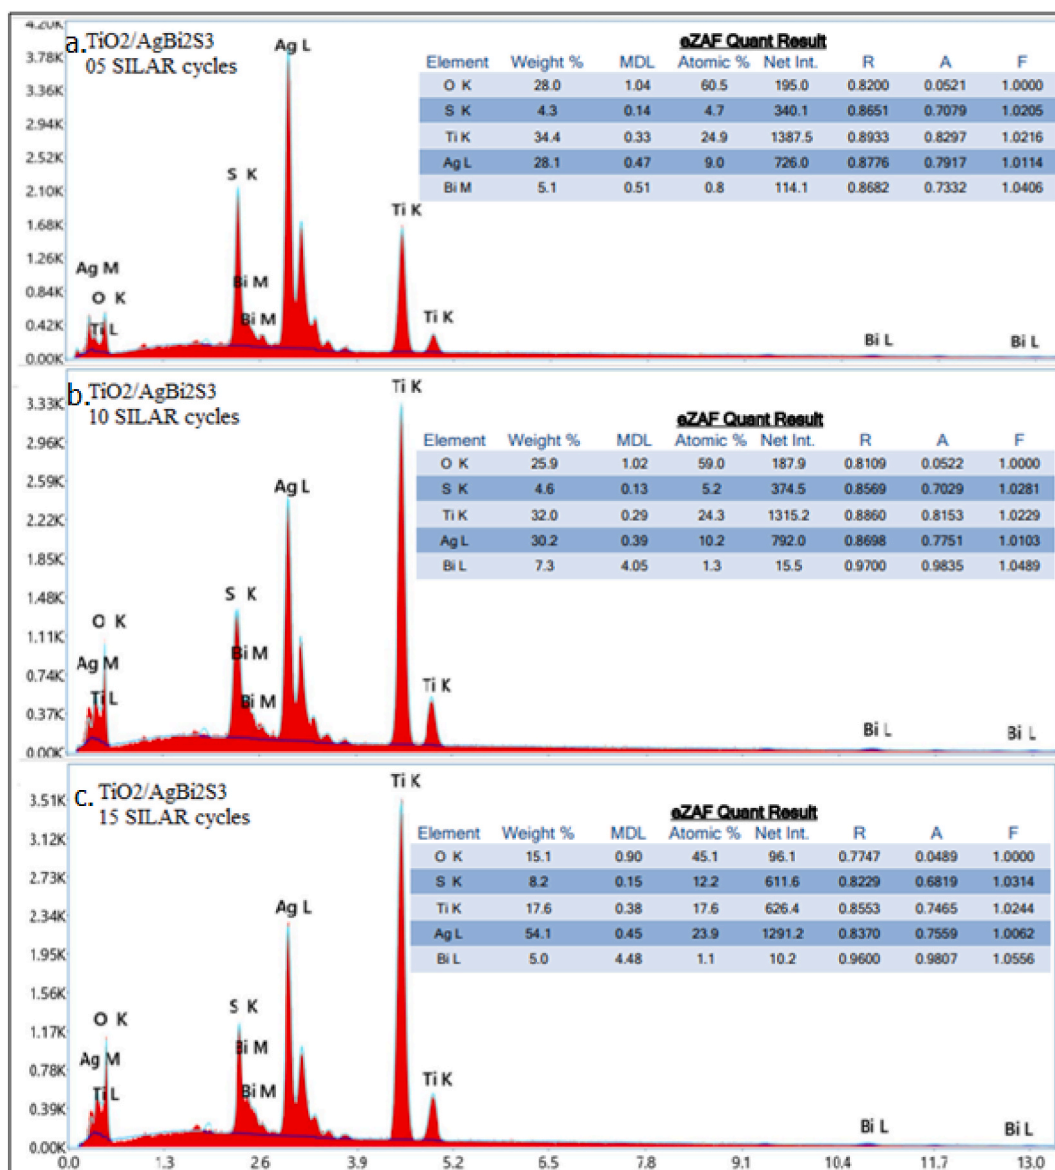 4.20K
a. TiO2/AgBi2S3
05 SILAR cycles
3.78K
3.36K
2.94K
2.52K
2.10K
1.68K
1.26K
0.84K
0.42K
0.00K
Ag L
S K
Ti K
Ag M
O K
Ti L
Bi M
Bi M
Ti K
Bi L
Bi L
eZAF Quant Result
Element Weight % MDL Atomic % Net Int. R A F
O K 28.0 1.04 60.5 195.0 0.8200 0.0521 1.0000
S K 4.3 0.14 4.7 340.1 0.8651 0.7079 1.0205
Ti K 34.4 0.33 24.9 1387.5 0.8933 0.8297 1.0216
Ag L 28.1 0.47 9.0 726.0 0.8776 0.7917 1.0114
Bi M 5.1 0.51 0.8 114.1 0.8682 0.7332 1.0406
b. TiO2/AgBi2S3
10 SILAR cycles
3.33K
2.96K
2.59K
2.22K
1.85K
1.48K
1.11K
0.74K
0.37K
0.00K
Ti K
Ag L
S K
O K
Ag M
Ti L
Bi M
Bi M
Ti K
Bi L
Bi L
eZAF Quant Result
Element Weight % MDL Atomic % Net Int. R A F
O K 25.9 1.02 59.0 187.9 0.8109 0.0522 1.0000
S K 4.6 0.13 5.2 374.5 0.8569 0.7029 1.0281
Ti K 32.0 0.29 24.3 1315.2 0.8860 0.8153 1.0229
Ag L 30.2 0.39 10.2 792.0 0.8698 0.7751 1.0103
Bi L 7.3 4.05 1.3 15.5 0.9700 0.9835 1.0489
c. TiO2/AgBi2S3
15 SILAR cycles
3.51K
3.12K
2.73K
2.34K
1.95K
1.56K
1.17K
0.78K
0.39K
0.00K
Ti K
Ag L
S K
O K
Ag M
Ti L
Bi M
Bi M
Ti K
Bi L
Bi L
eZAF Quant Result
Element Weight % MDL Atomic % Net Int. R A F
O K 15.1 0.90 45.1 96.1 0.7747 0.0489 1.0000
S K 8.2 0.15 12.2 611.6 0.8229 0.6819 1.0314
Ti K 17.6 0.38 17.6 626.4 0.8553 0.7465 1.0244
Ag L 54.1 0.45 23.9 1291.2 0.8370 0.7559 1.0062
Bi L 5.0 4.48 1.1 10.2 0.9600 0.9807 1.0556
0.0 1.3 2.6 3.9 5.2 6.5 7.8 9.1 10.4 11.7 13.0